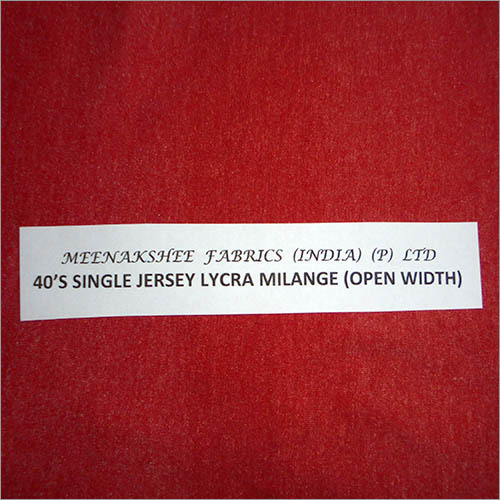 MEENAKSHEE FABRICS (INDIA) (P) LTD
40'S SINGLE JERSEY LYCRA MILANGE (OPEN WIDTH)